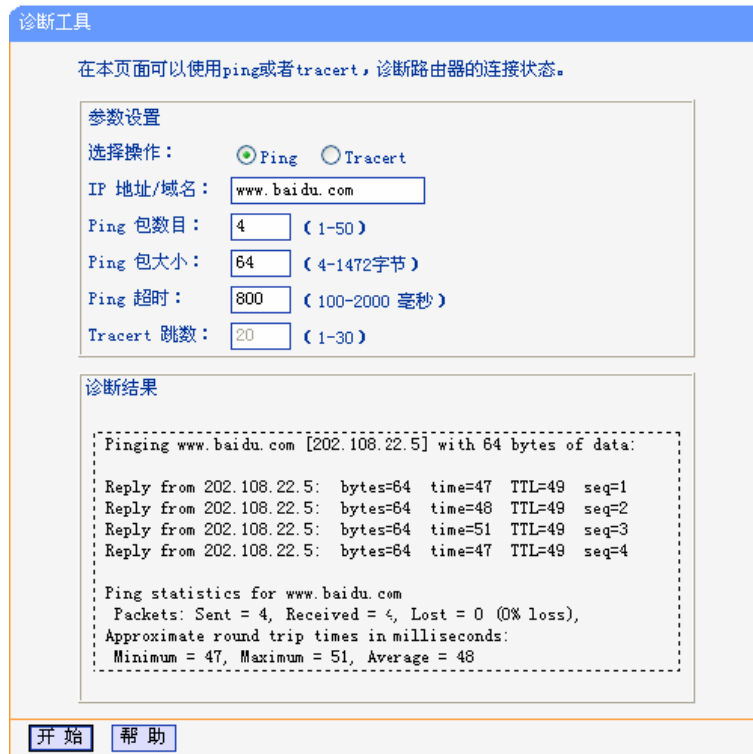 诊断工具
在本页面可以使用ping或者tracert，诊断路由器的连接状态。
参数设置
选择操作： Ping Tracert
IP 地址/域名： www.baidu.com
Ping 包数目： 4 （1-50）
Ping 包大小： 64 （4-1472字节）
Ping 超时： 800 （100-2000 毫秒）
Tracert 跳数： 20 （1-30）
诊断结果
Pinging www.baidu.com [202.108.22.5] with 64 bytes of data:
Reply from 202.108.22.5: bytes=64 time=47 TTL=49 seq=1
Reply from 202.108.22.5: bytes=64 time=48 TTL=49 seq=2
Reply from 202.108.22.5: bytes=64 time=51 TTL=49 seq=3
Reply from 202.108.22.5: bytes=64 time=47 TTL=49 seq=4
Ping statistics for www.baidu.com
Packets: Sent = 4, Received = 4, Lost = 0 (0% loss),
Approximate round trip times in milliseconds:
Minimum = 47, Maximum = 51, Average = 48
开 始 帮 助